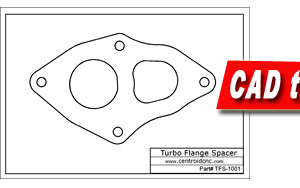 CAD t
Turbo Flange Spacer
www.centroidcnc.com
Part# TFS-1001